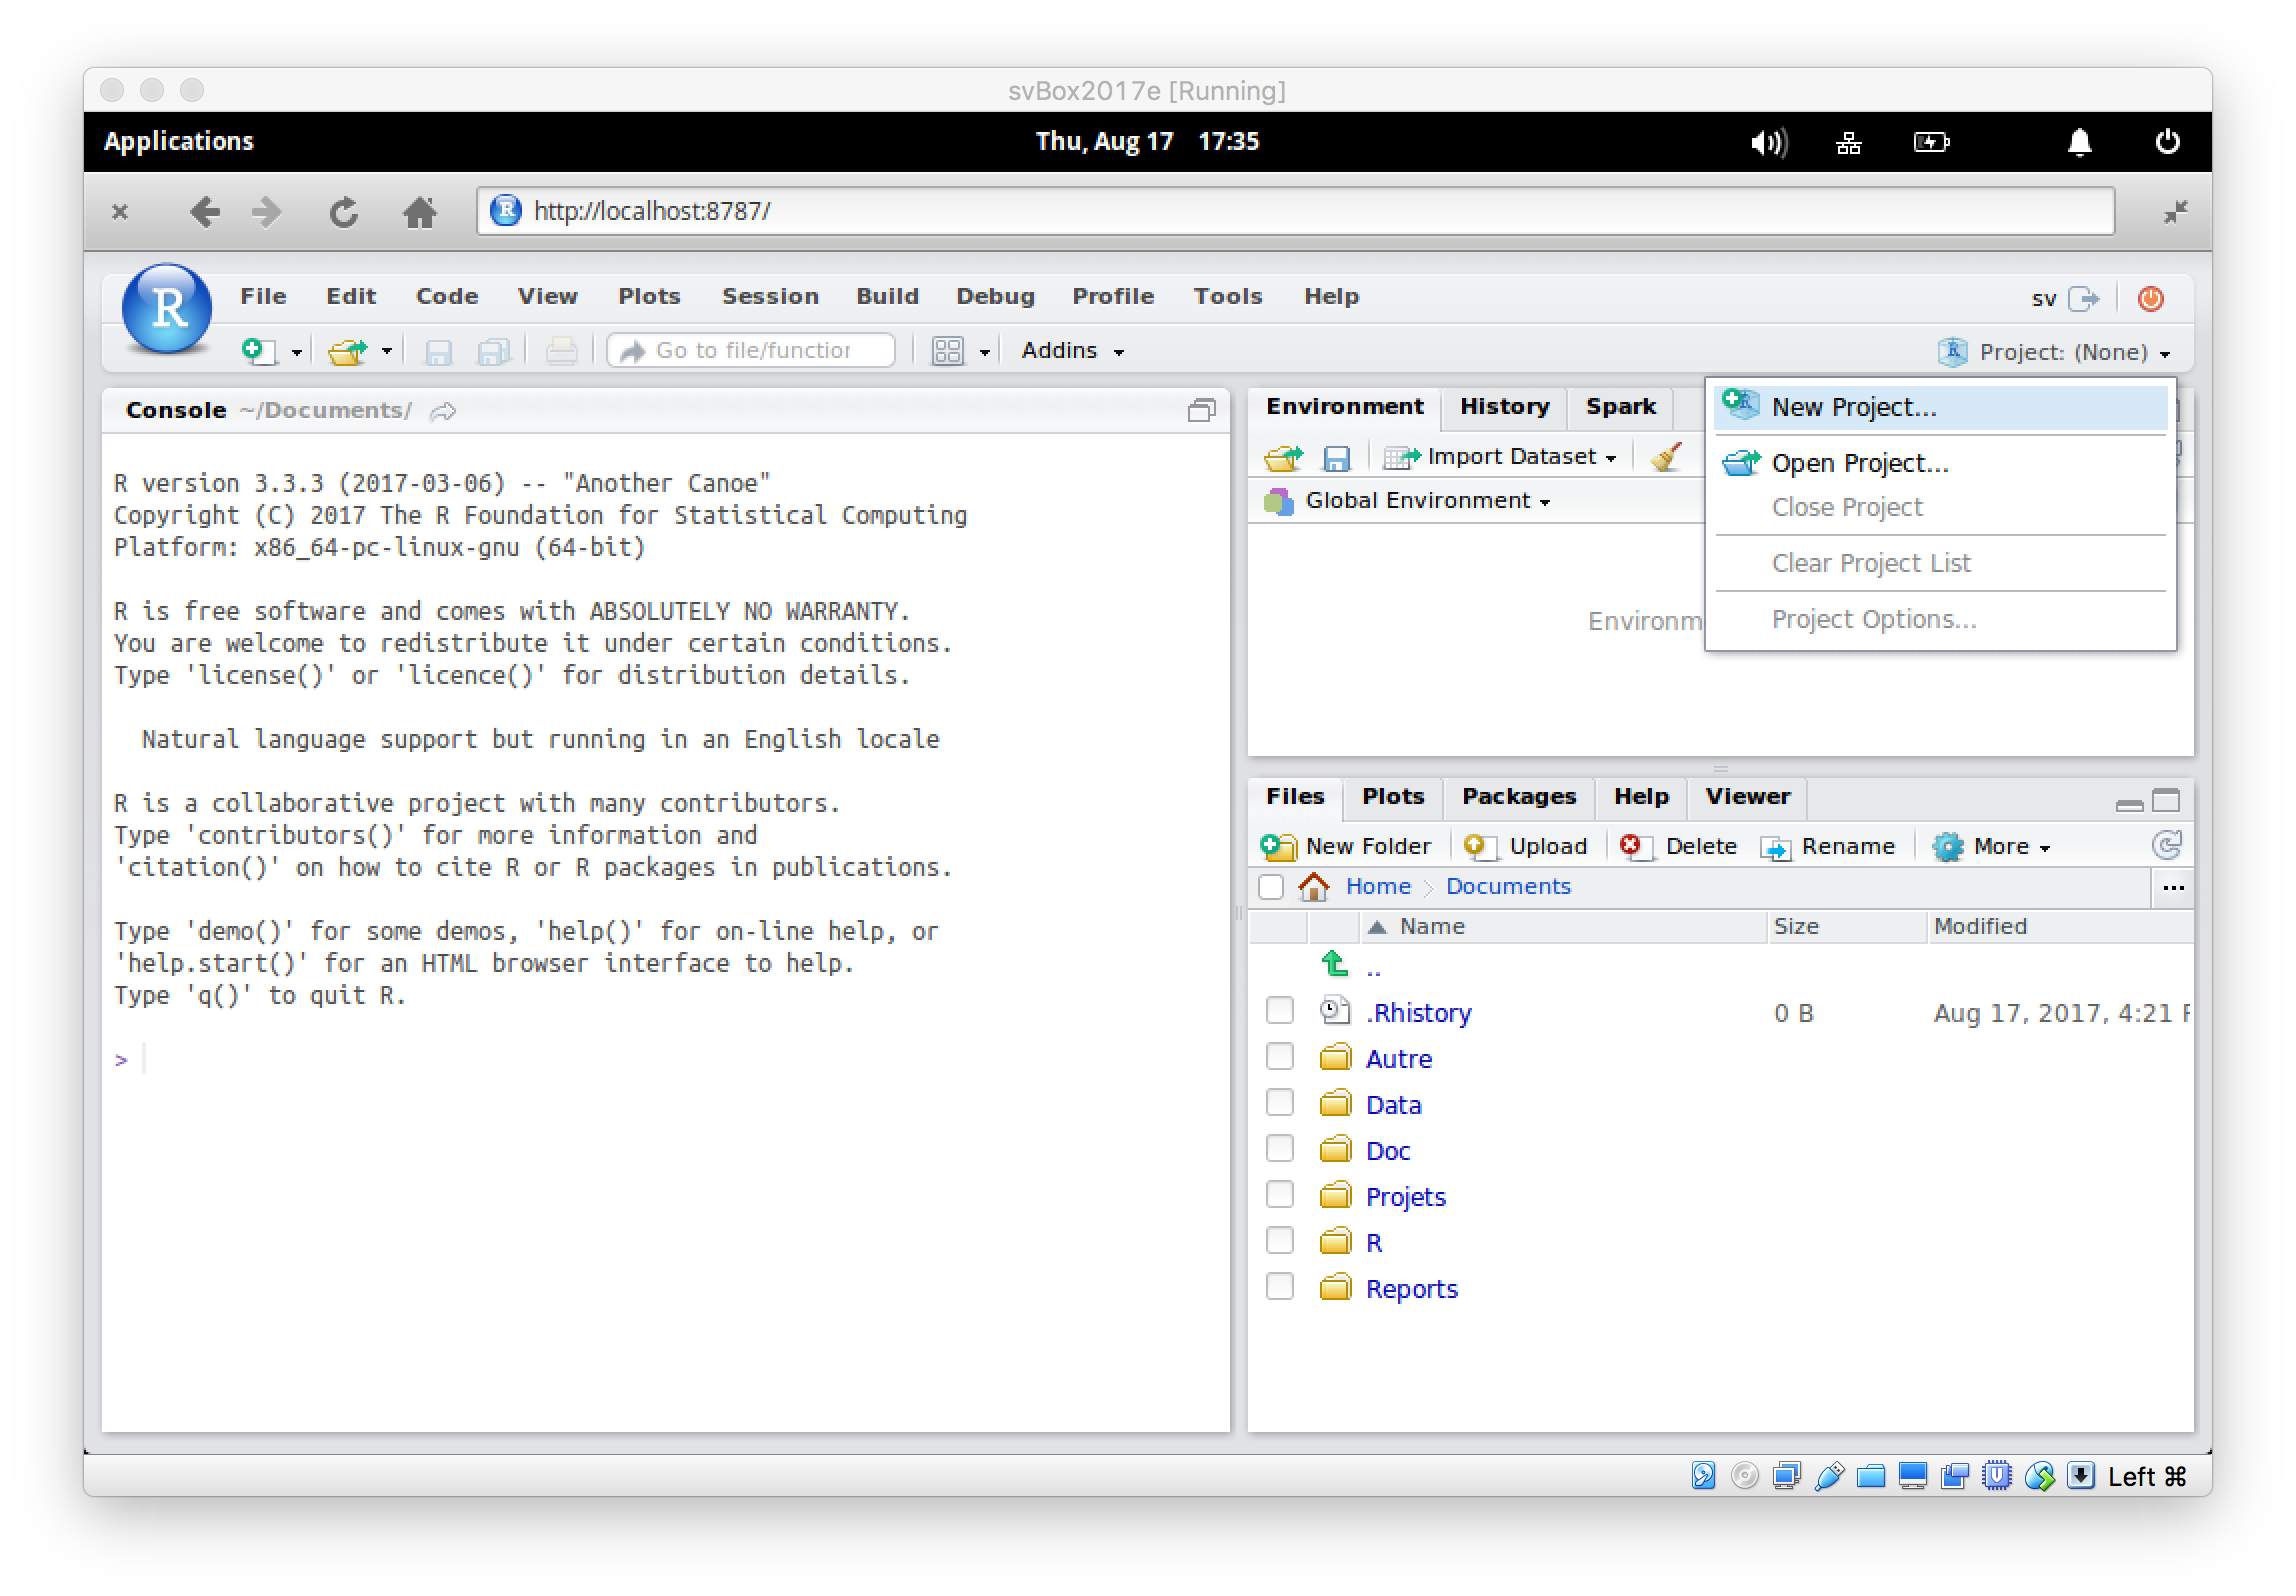 svBox2017e [Running]
Applications
Thu, Aug 17 17:35
http://localhost:8787/
R
File Edit Code View Plots Session Build Debug Profile Tools Help
sv
Go to file/function
Addins
Project: (None)
Console ~/Documents/
R version 3.3.3 (2017-03-06) -- "Another Canoe"
Copyright (C) 2017 The R Foundation for Statistical Computing
Platform: x86_64-pc-linux-gnu (64-bit)
R is free software and comes with ABSOLUTELY NO WARRANTY.
You are welcome to redistribute it under certain conditions.
Type 'license()' or 'licence()' for distribution details.
Natural language support but running in an English locale
R is a collaborative project with many contributors.
Type 'contributors()' for more information and
'citation()' on how to cite R or R packages in publications.
Type 'demo()' for some demos, 'help()' for on-line help, or
'help.start()' for an HTML browser interface to help.
Type 'q()' to quit R.
>
Environment History Spark
Import Dataset
Global Environment
Environm
New Project...
Open Project...
Close Project
Clear Project List
Project Options...
Files Plots Packages Help Viewer
New Folder Upload Delete Rename More
Home Documents ...
Name Size Modified
..
.Rhistory 0 B Aug 17, 2017, 4:21
Autre
Data
Doc
Projets
R
Reports
Left ⌘